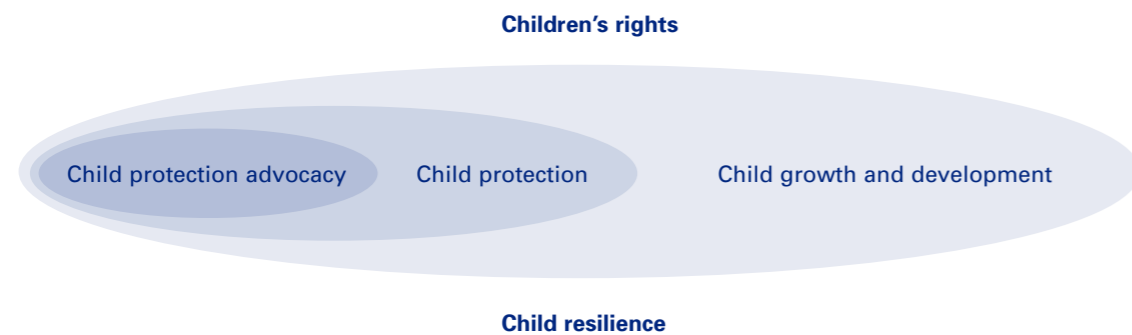 Children’s rights
Child protection advocacy
Child protection
Child growth and development
Child resilience